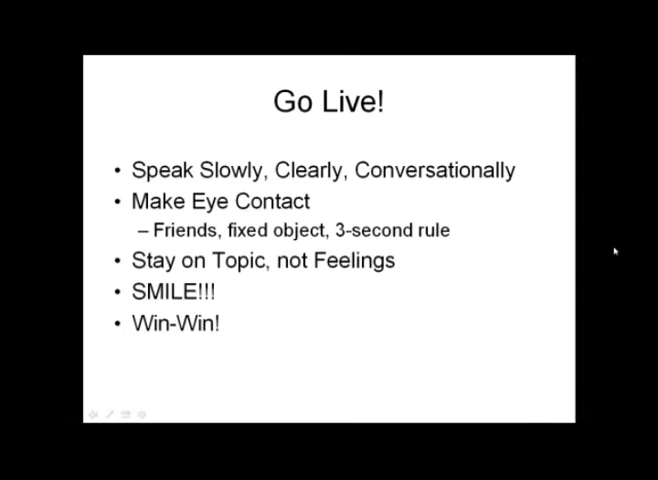 Go Live!
• Speak Slowly, Clearly, Conversationally
• Make Eye Contact
– Friends, fixed object, 3-second rule
• Stay on Topic, not Feelings
• SMILE!!!
• Win-Win!